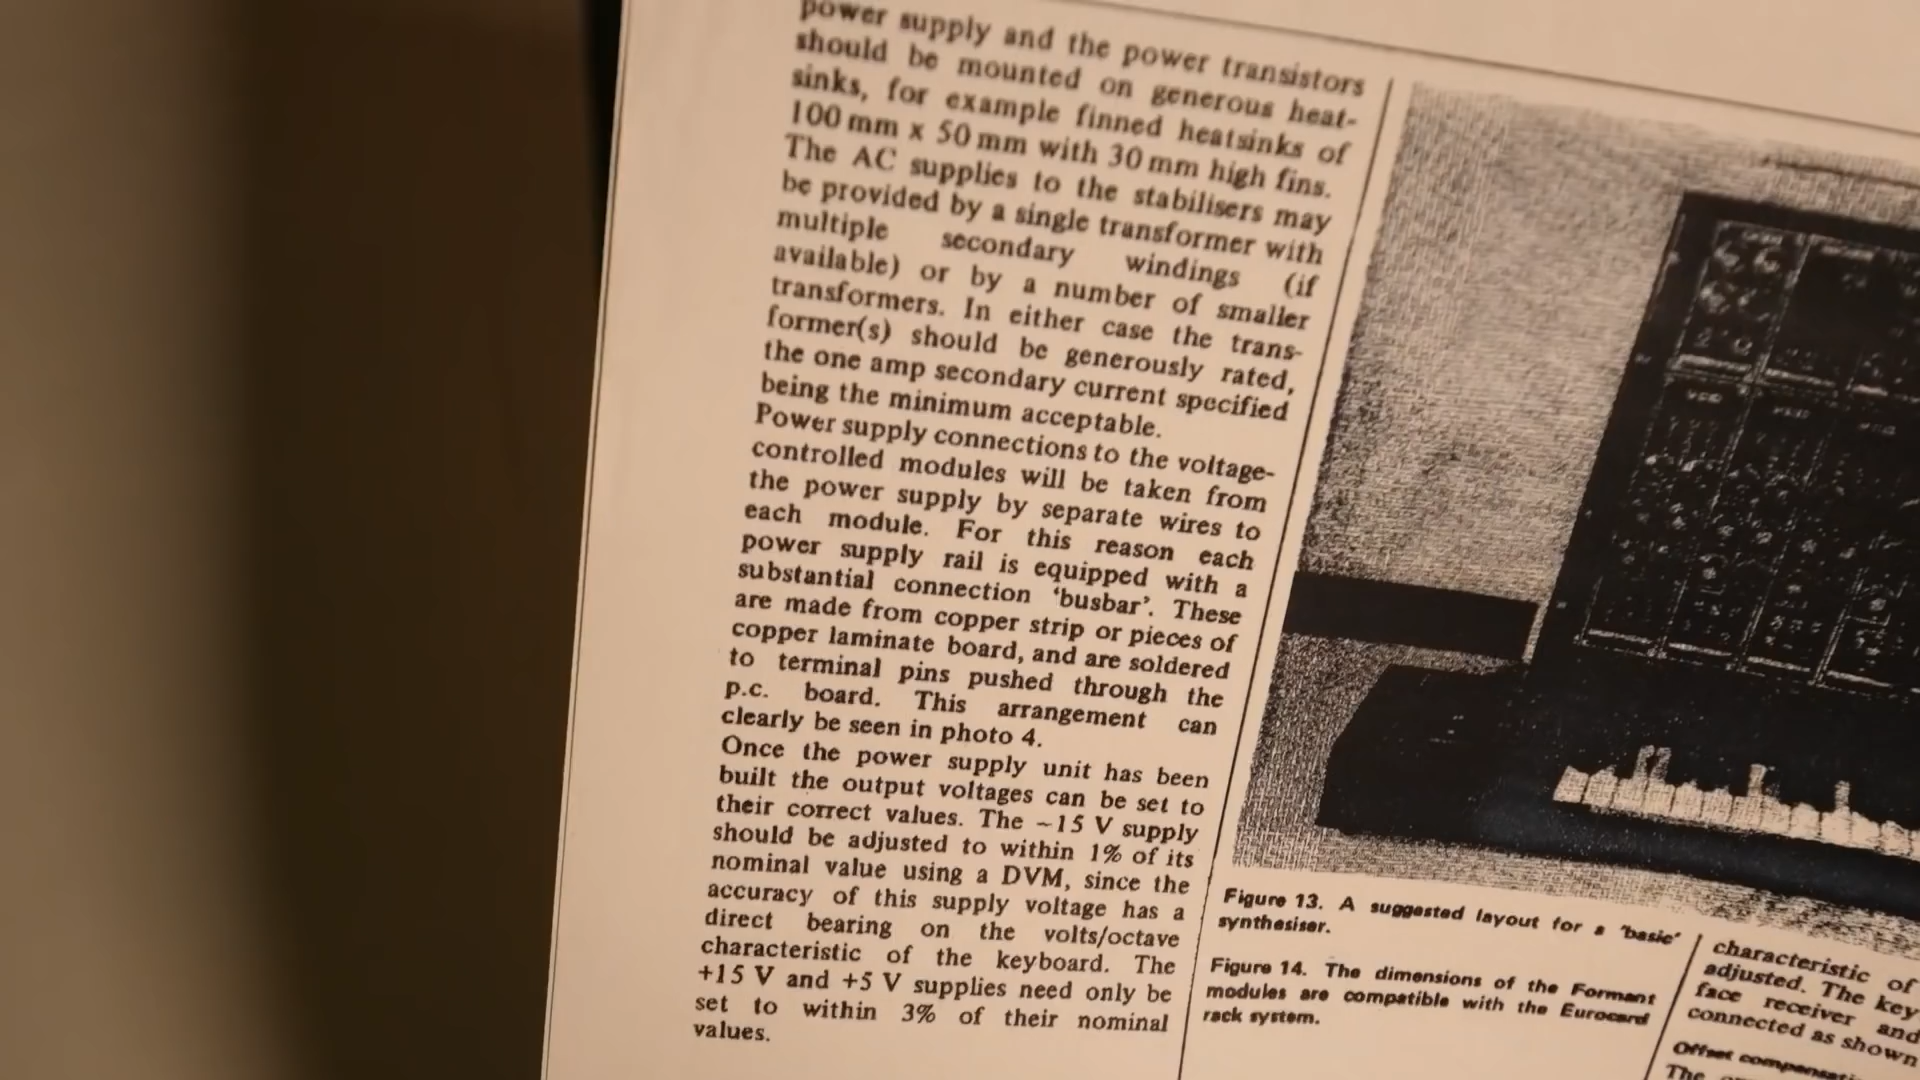 power supply and the power transistors
should be mounted on generous heat-
sinks, for example finned heatsinks of
100 mm x 50 mm with 30 mm high fins.
The AC supplies to the stabilisers may
be provided by a single transformer with
multiple secondary windings (if
available) or by a number of smaller
transformers. In either case the trans-
former(s) should be generously rated,
the one amp secondary current specified
being the minimum acceptable.
Power supply connections to the voltage-
controlled modules will be taken from
the power supply by separate wires to
each module. For this reason each
power supply rail is equipped with a
substantial connection ‘busbar’. These
are made from copper strip or pieces of
copper laminate board, and are soldered
to terminal pins pushed through the
p.c. board. This arrangement can
clearly be seen in photo 4.
Once the power supply unit has been
built the output voltages can be set to
their correct values. The −15 V supply
should be adjusted to within 1% of its
nominal value using a DVM, since the
accuracy of this supply voltage has a
direct bearing on the volts/octave
characteristic of the keyboard. The
+15 V and +5 V supplies need only be
set to within 3% of their nominal
values.
Figure 13. A suggested layout for a 'basic'
synthesiser.
Figure 14. The dimensions of the Formant
modules are compatible with the Eurocard
rack system.
characteristic of
adjusted. The key
face receiver and
connected as shown
Offset
The